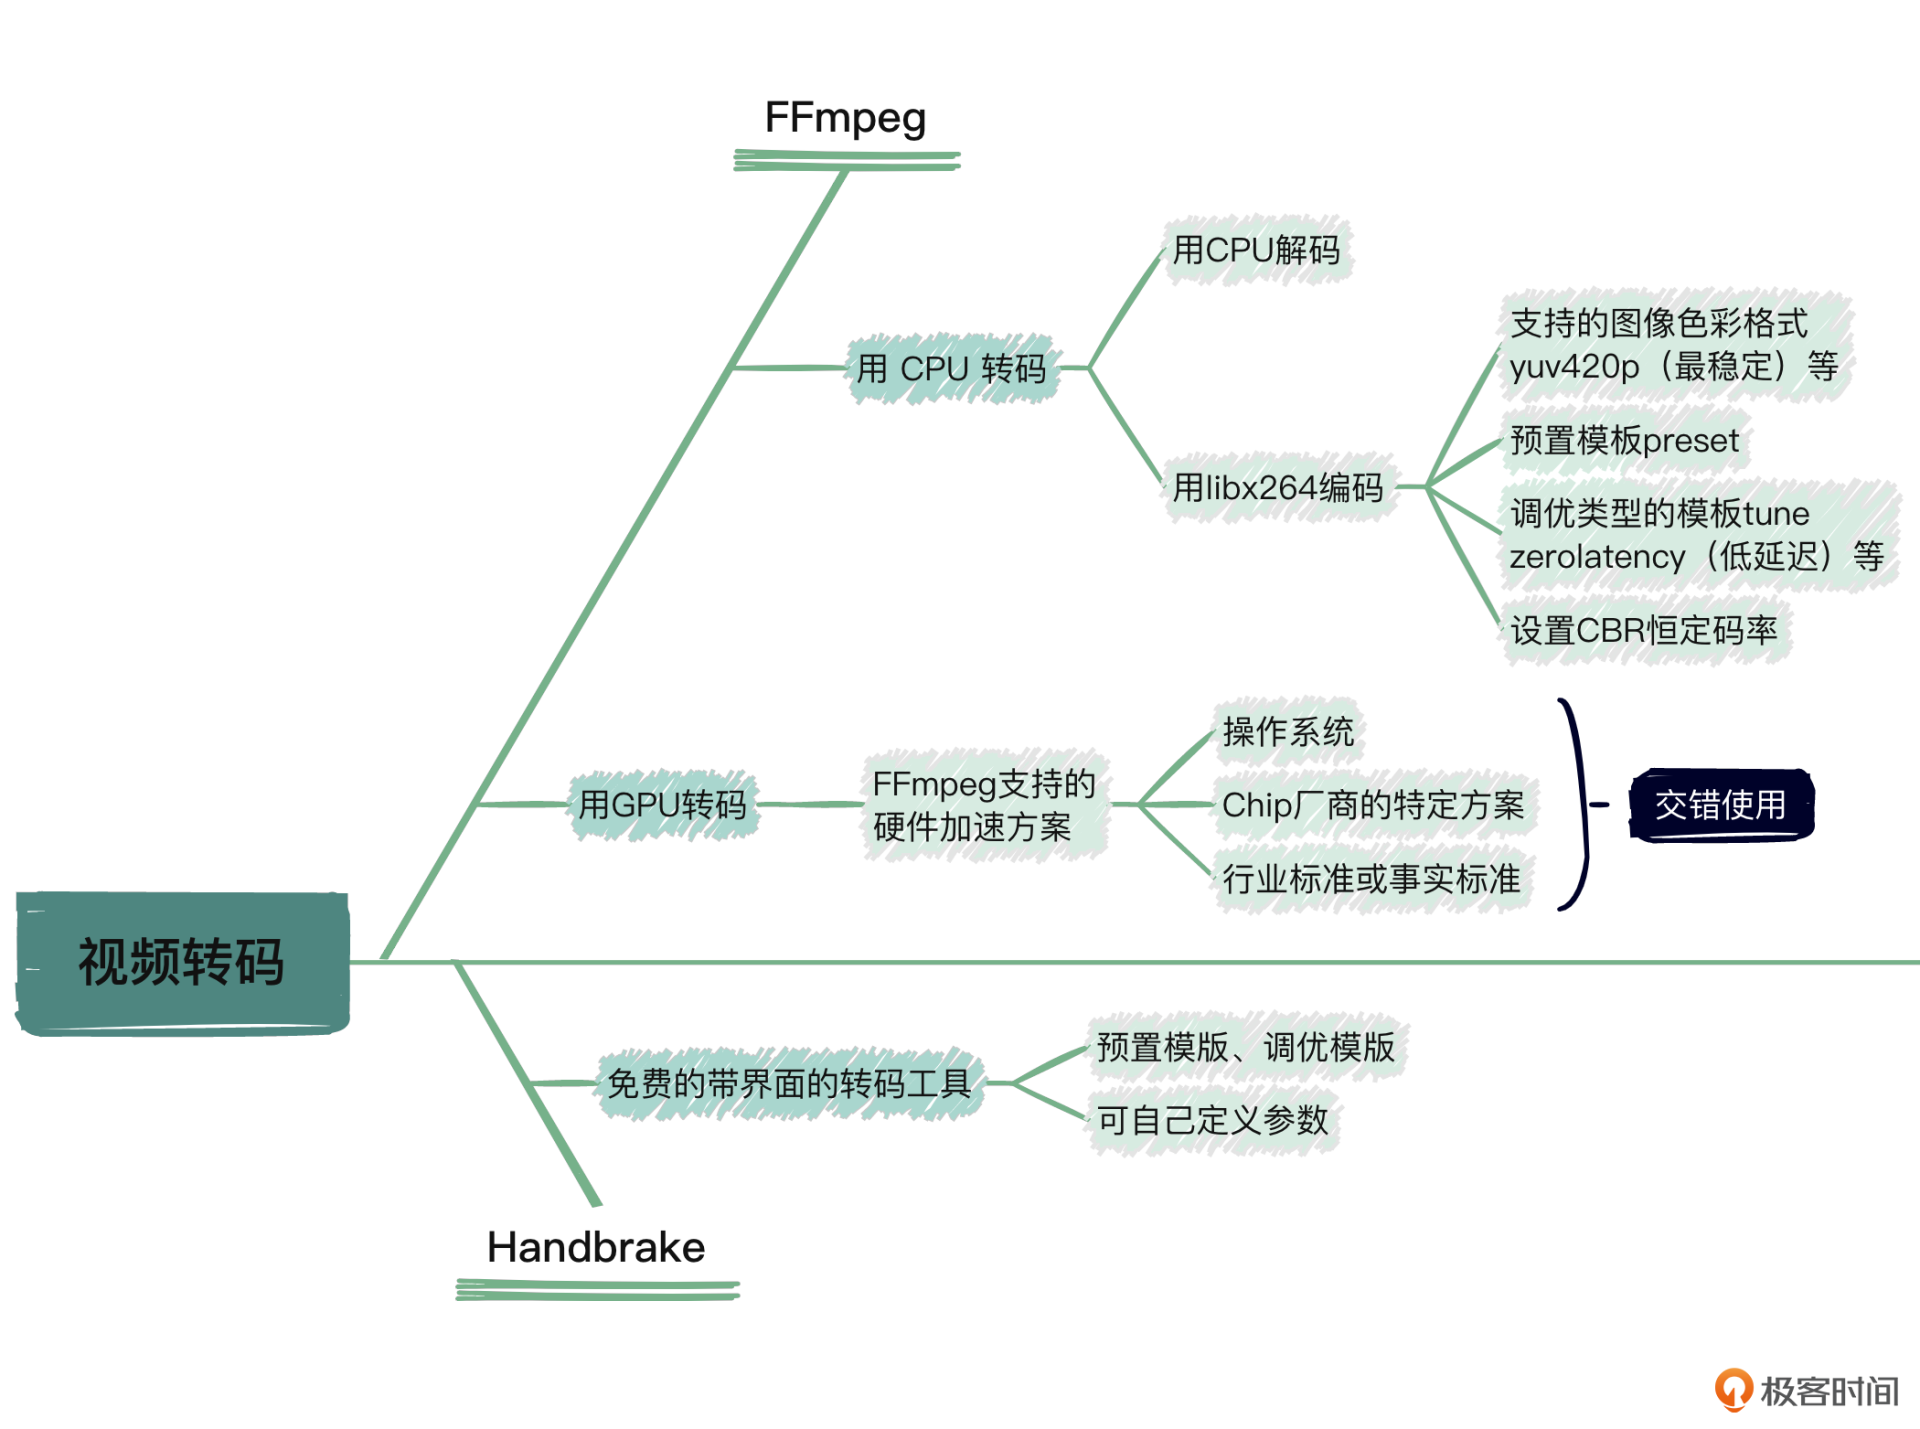 FFmpeg
用CPU解码
支持的图像色彩格式
yuv420p（最稳定）等
用 CPU 转码
预置模板preset
用libx264编码
调优类型的模板tune
zerolatency（低延迟）等
设置CBR恒定码率
操作系统
用GPU转码
FFmpeg支持的
硬件加速方案
Chip厂商的特定方案
交错使用
行业标准或事实标准
视频转码
预置模版、调优模版
免费的带界面的转码工具
可自己定义参数
Handbrake
极客时间